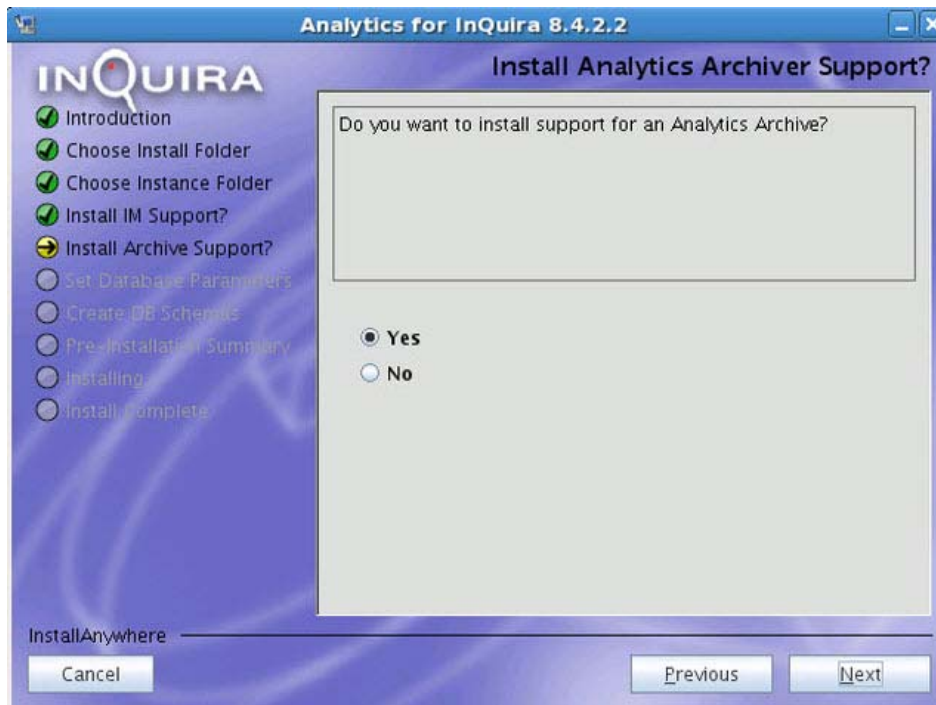 Analytics for InQuira 8.4.2.2
INQUIRA
Install Analytics Archiver Support?
Introduction
Choose Install Folder
Choose Instance Folder
Install IM Support?
Install Archive Support?
Set Database Parameters
Create DB Schemas
Pre-Installation Summary
Installing...
Install Complete
Do you want to install support for an Analytics Archive?
Yes
No
InstallAnywhere
Cancel
Previous
Next